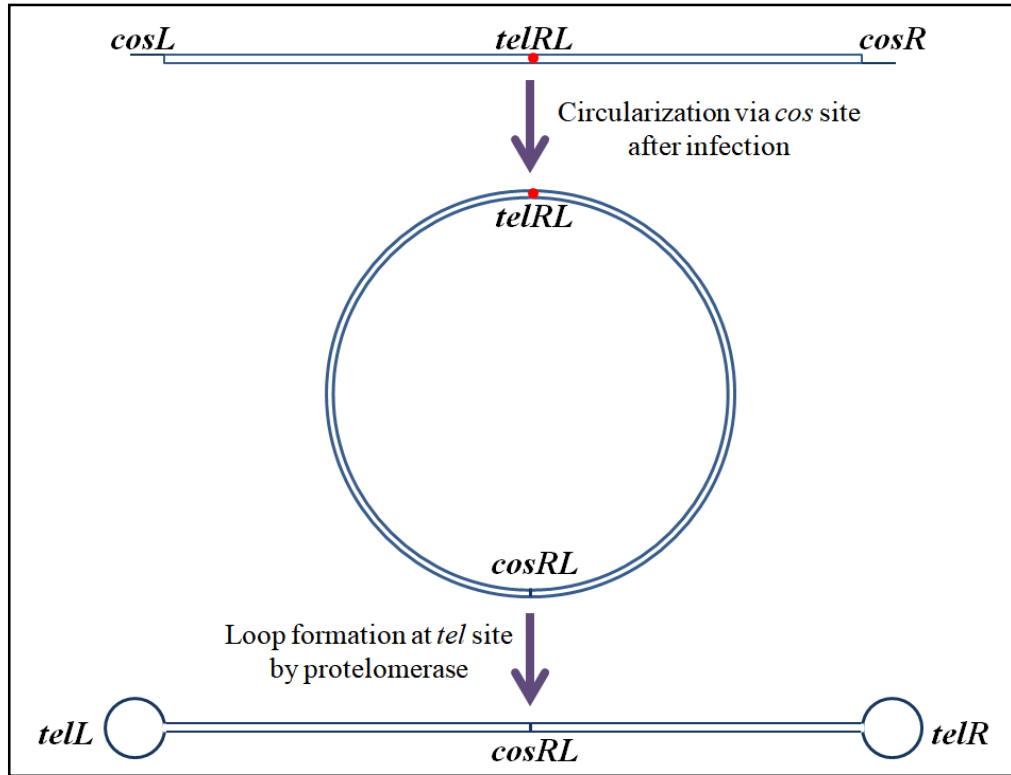 cosL telRL cosR
Circularization via cos site
after infection
telRL
cosRL
Loop formation at tel site
by protelomerase
telL cosRL telR